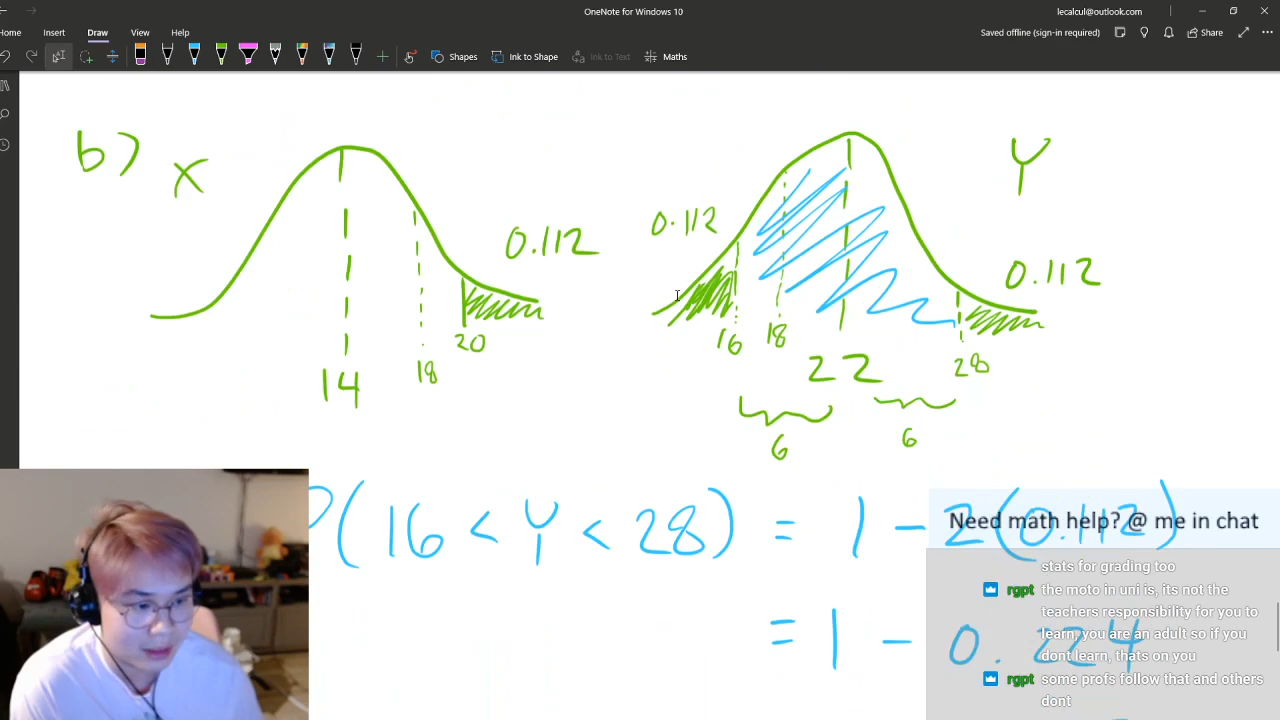 OneNote for Windows 10
lecalcul@outlook.com
Home Insert Draw View Help
Saved offline (sign-in required)
Share
Shapes
Ink to Shape
Ink to Text
Maths
b) X
Y
0.112
0.112
0.112
20
16
18
28
18
14
22
6
6
P(16 < Y < 28) = 1 - 2(0.112)
Need math help? @ me in chat
= 1 - 0.224
stats for grading too
rgpt the moto in uni is, its not the
teachers responsibility for you to
learn, you are an adult so if you
dont learn, thats on you
rgpt some profs follow that and others
dont